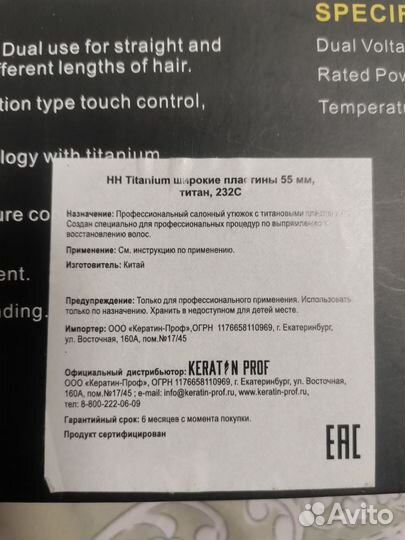 SPECIF
Dual use for straight and
Dual Volta
fferent lengths of hair.
Rated Pow
tion type touch control,
Temperatu
logy with titanium
ure co
ent.
nding.
HH Titanium широкие пластины 55 мм,
титан, 232С
Назначение: Профессиональный салонный утюжок с титановыми
Создан специально для профессиональных процедур по выпрямлению
восстановлению волос.
Применение: См. инструкцию по применению.
Изготовитель: Китай
Предупреждение: Только для профессионального применения. Использовать
только по назначению. Хранить в недоступном для детей месте.
Импортер: ООО «Кератин-Проф»,ОГРН 1176658110969, г. Екатеринбург,
ул. Восточная, 160А, пом.№17/45
Официальный дистрибьютор: KERATIN PROF
ООО «Кератин-Проф», ОГРН 1176658110969, г. Екатеринбург, ул. Восточная,
160А, пом.№17/45 ; e-mail: info@keratin-prof.ru, www.keratin-prof.ru,
тел: 8-800-222-06-09
Гарантийный срок: 6 месяцев с момента покупки.
Продукт сертифицирован
EAC
Avito